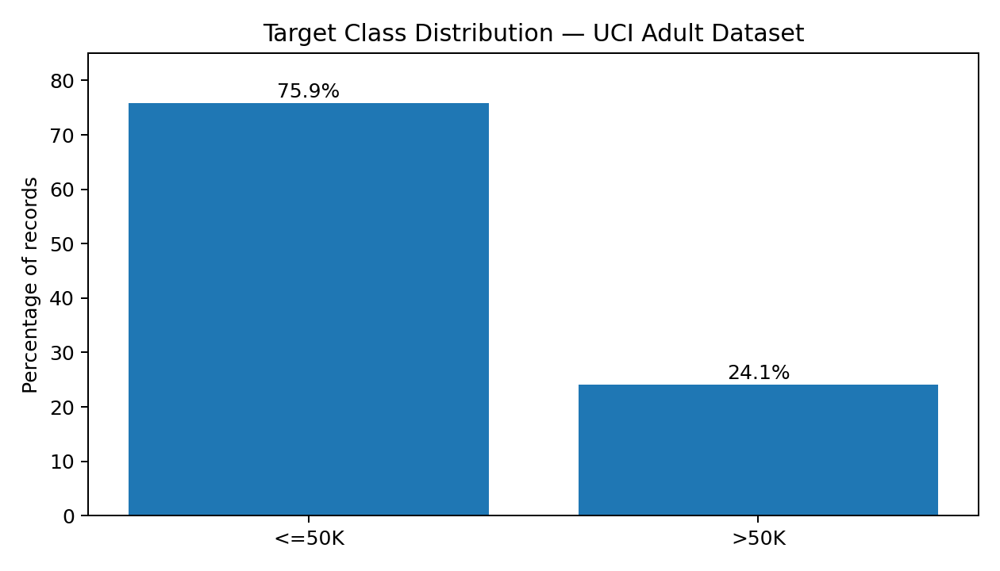 Target Class Distribution — UCI Adult Dataset
Percentage of records
80
70
60
50
40
30
20
10
0
75.9%
24.1%
<=50K
>50K